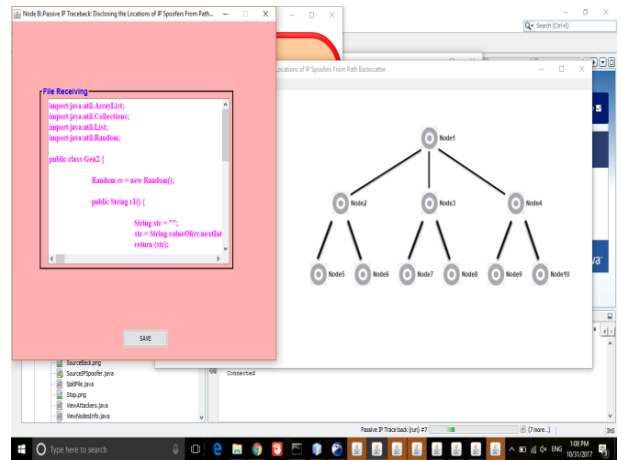 Node B:Passive IP Traceback: Disclosing the Locations of IP Spoofers From Path...
Search (Ctrl+I)
Locations of IP Spoofers From Path Backscatter
File Receiving
import java.util.ArrayList;
import java.util.Collections;
import java.util.List;
import java.util.Random;
public class Gen2 {
Random rr = new Random();
public String r1() {
String str = "";
str = String.valueOf(rr.nextInt
return (str);
SAVE
Node1
Node2
Node3
Node4
Node5
Node6
Node7
Node8
Node9
Node10
SourceBack.png
SourceIPSpoofer.java
SplitFile.java
Stop.png
ViewAttackers.java
ViewNodesInfo.java
Connected
Passive IP Trace back (run) #7
(7 more...)
INS
Type here to search
ENG
1:08 PM
10/31/2017